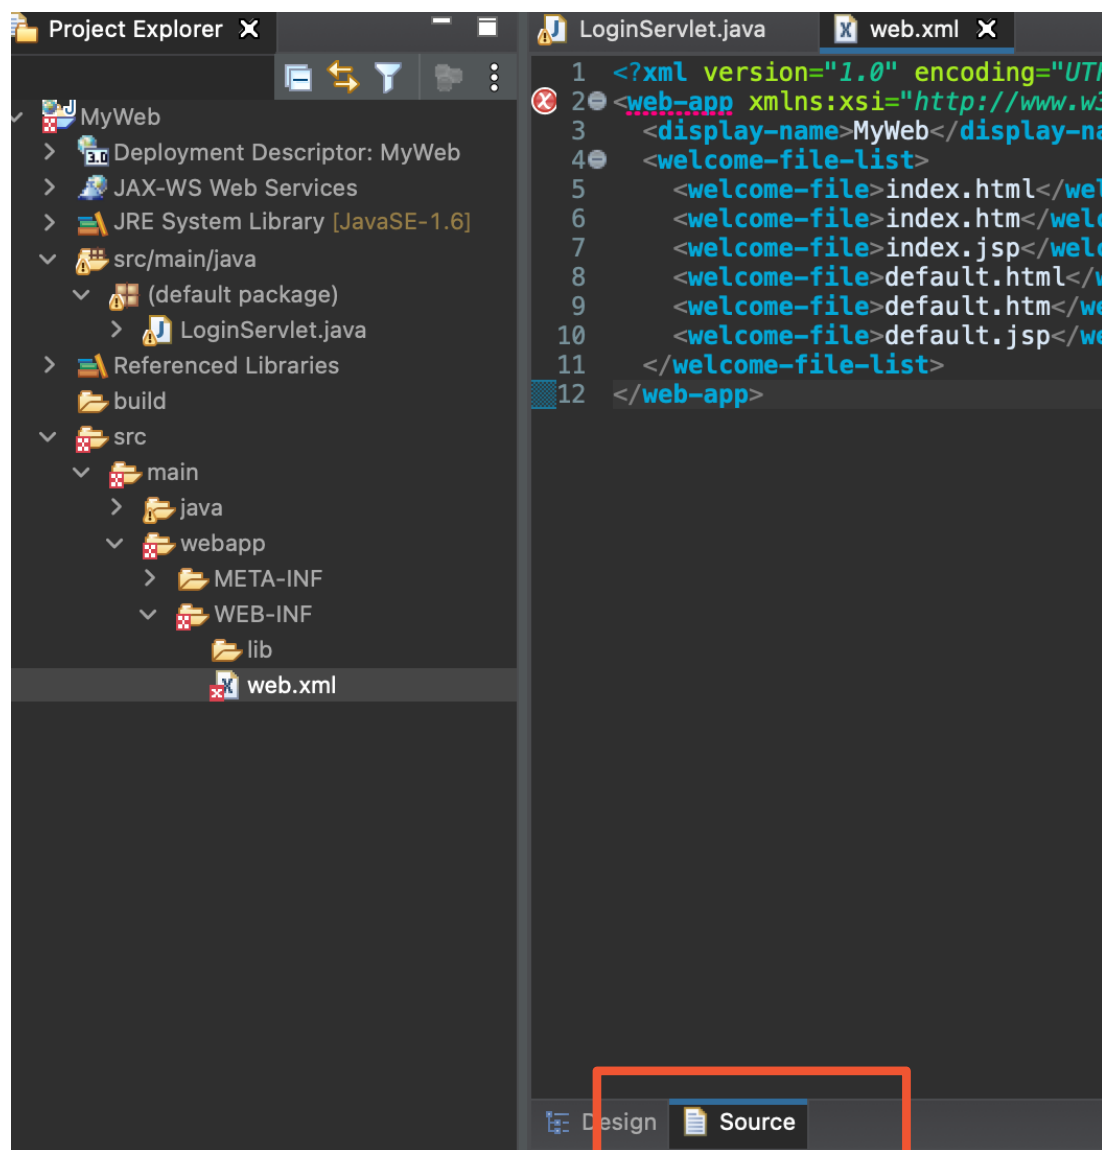 Project Explorer
MyWeb
Deployment Descriptor: MyWeb
JAX-WS Web Services
JRE System Library [JavaSE-1.6]
src/main/java
(default package)
LoginServlet.java
Referenced Libraries
build
src
main
java
webapp
META-INF
WEB-INF
lib
web.xml
LoginServlet.java web.xml
1 <?xml version="1.0" encoding="UTF
2 <web-app xmlns:xsi="http://www.w3
3 <display-name>MyWeb</display-na
4 <welcome-file-list>
5 <welcome-file>index.html</wel
6 <welcome-file>index.htm</welc
7 <welcome-file>index.jsp</welc
8 <welcome-file>default.html</w
9 <welcome-file>default.htm</we
10 <welcome-file>default.jsp</we
11 </welcome-file-list>
12 </web-app>
Design Source